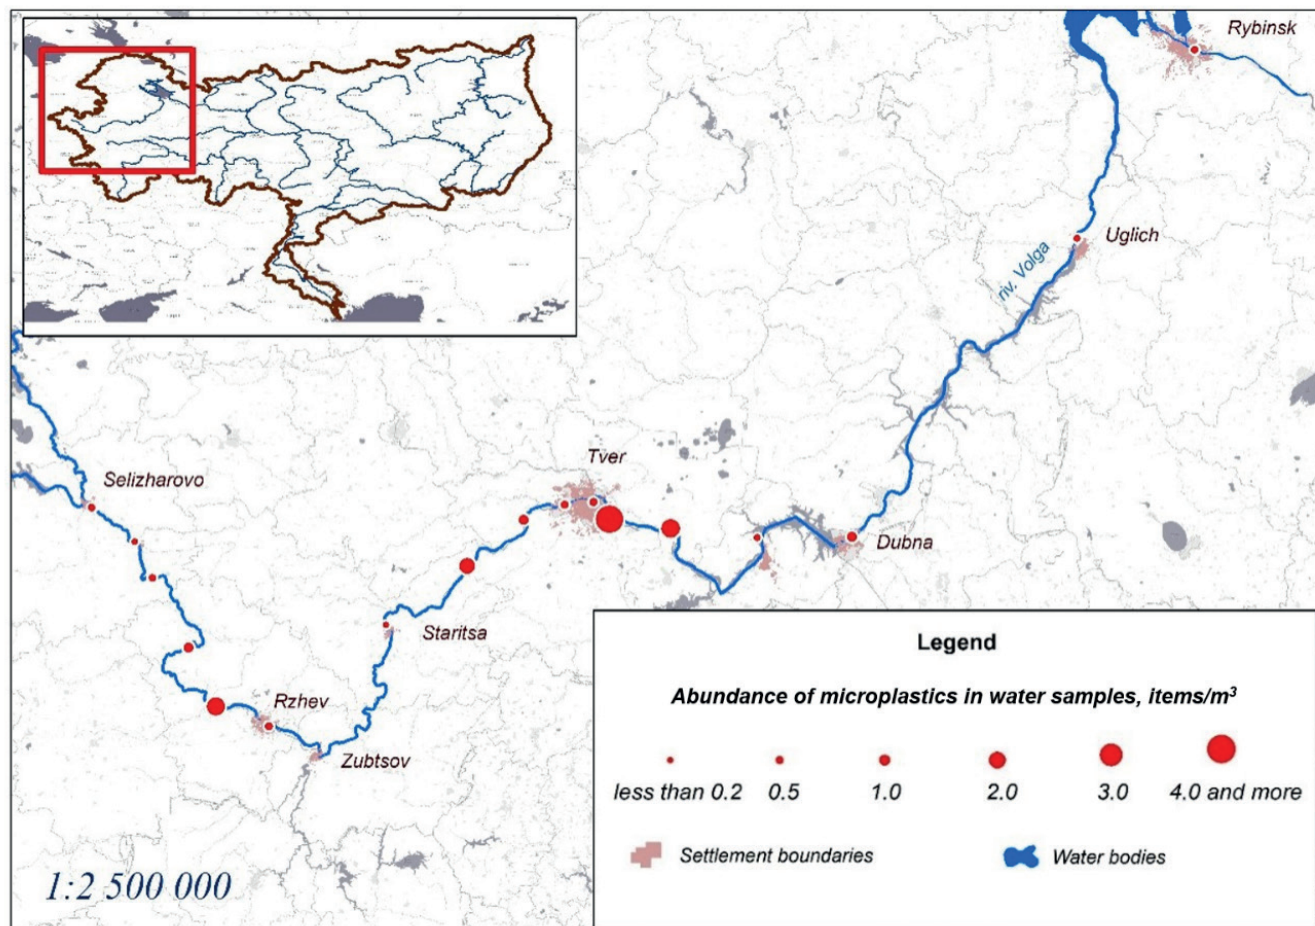 Rybinsk
Uglich
riv. Volga
Tver
Selizharovo
Dubna
Staritsa
Rzhev
Zubtsov
1:2 500 000
Legend
Abundance of microplastics in water samples, items/m³
less than 0.2 0.5 1.0 2.0 3.0 4.0 and more
Settlement boundaries Water bodies